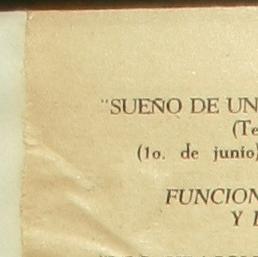 "SUEÑO DE UN
(Te
(1o. de junio)
FUNCION
Y